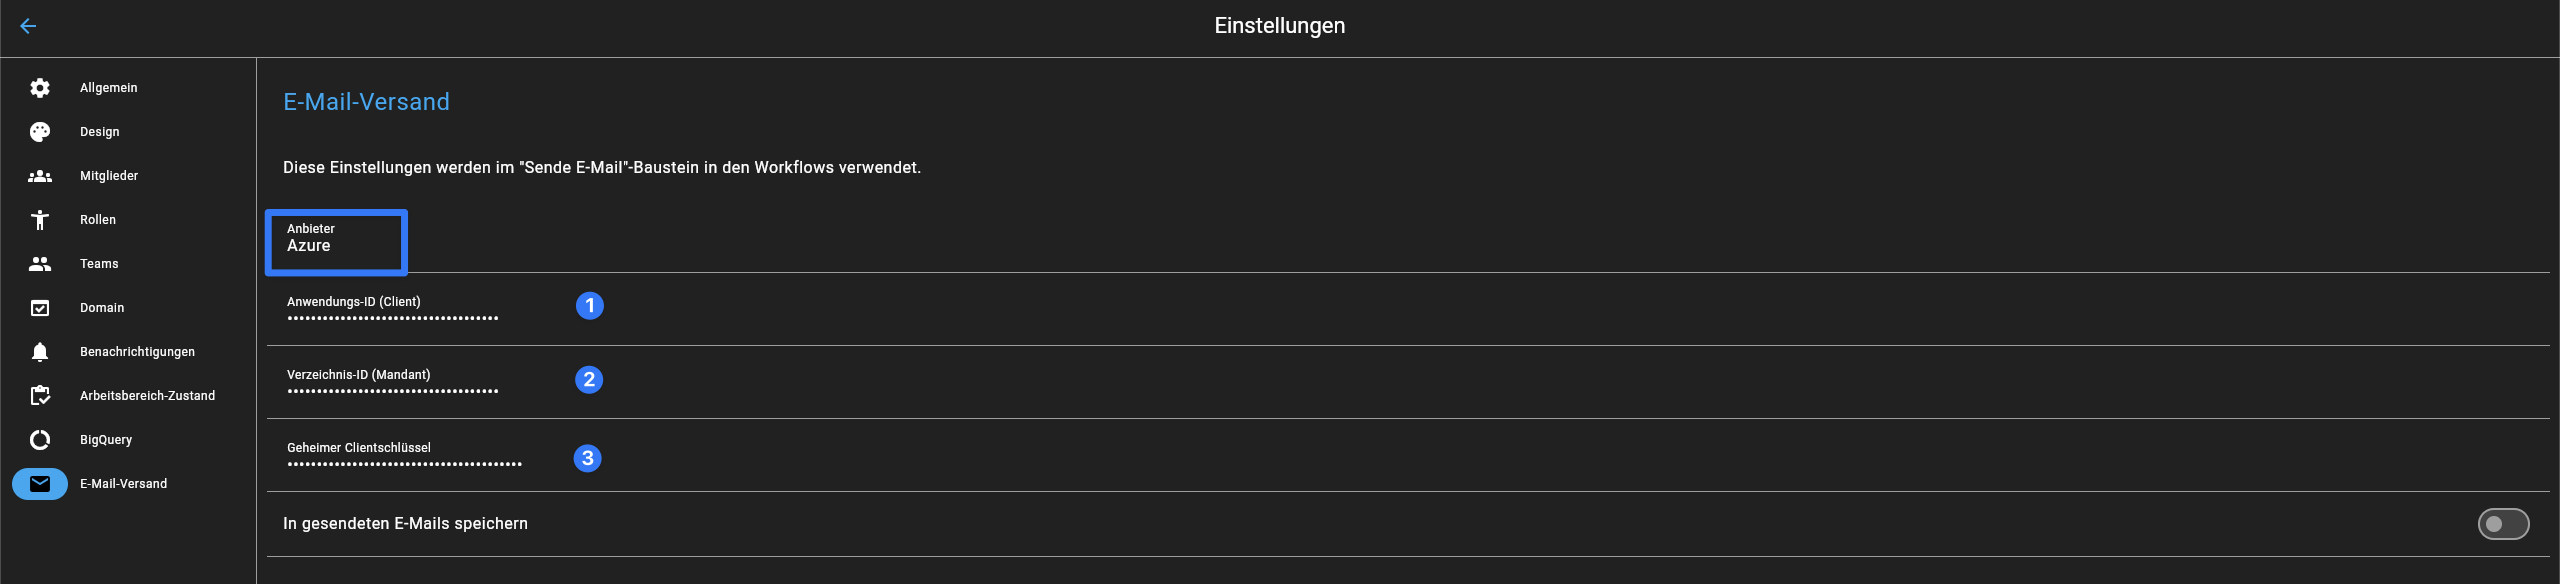 Einstellungen
Allgemein
Design
Mitglieder
Rollen
Teams
Domain
Benachrichtigungen
Arbeitsbereich-Zustand
BigQuery
E-Mail-Versand
E-Mail-Versand
Diese Einstellungen werden im "Sende E-Mail"-Baustein in den Workflows verwendet.
Anbieter
Azure
Anwendungs-ID (Client)
1
Verzeichnis-ID (Mandant)
2
Geheimer Clientschlüssel
3
In gesendeten E-Mails speichern